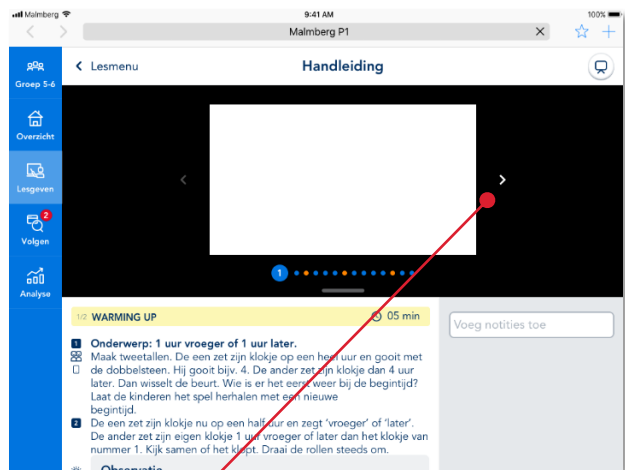 Malmberg 9:41 AM 100%
Malmberg P1
Groep 5-6
Lesmenu
Handleiding
Overzicht
Lesgeven
2
Volgen
Analyse
1
1/2 WARMING UP 05 min
Voeg notities toe
1 Onderwerp: 1 uur vroeger of 1 uur later.
Maak tweetallen. De een zet zijn klokje op een heel uur en gooit met
de dobbelsteen. Hij gooit bijv. 4. De ander zet zijn klokje dan 4 uur
later. Dan wisselt de beurt. Wie is er het eerst weer bij de begintijd?
Laat de kinderen het spel herhalen met een nieuwe
begintijd.
2 De een zet zijn klokje nu op een half uur en zegt 'vroeger' of 'later'.
De ander zet zijn eigen klokje 1 uur vroeger of later dan het klokje van
nummer 1. Kijk samen of het klopt. Draai de rollen steeds om.
Observatie